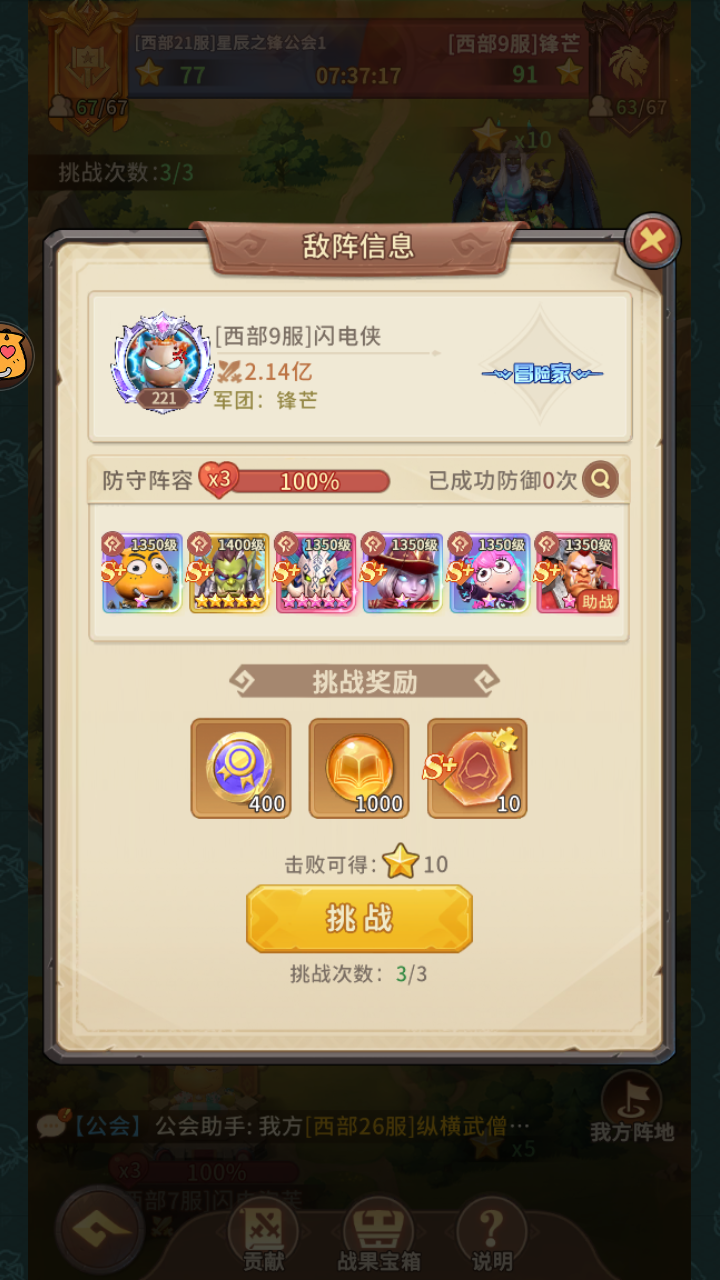 [西部21服]星辰之锋公会1
[西部9服]锋芒
77
07:37:17
91
67/67
63/67
x10
挑战次数:3/3
敌阵信息
[西部9服]闪电侠
2.14亿
221
军团：锋芒
冒险家
防守阵容
x3
100%
已成功防御0次
1350级
1400级
1350级
1350级
1350级
1350级
S+
S+
S+
S+
S+
S+
助战
挑战奖励
400
1000
S+
10
击败可得:
10
挑战
挑战次数：3/3
【公会】公会助手:我方[西部26服]纵横武僧…
我方阵地
x5
x3
100%
贡献
战果宝箱
说明